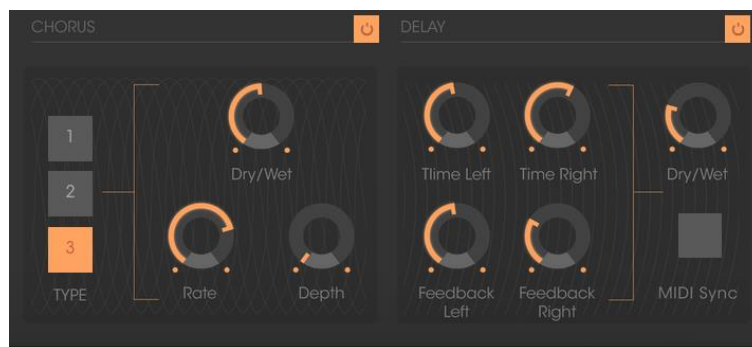 CHORUS
DELAY
1
2
3
TYPE
Dry/Wet
Rate
Depth
TIime Left
Time Right
Dry/Wet
Feedback
Left
Feedback
Right
MIDI Sync